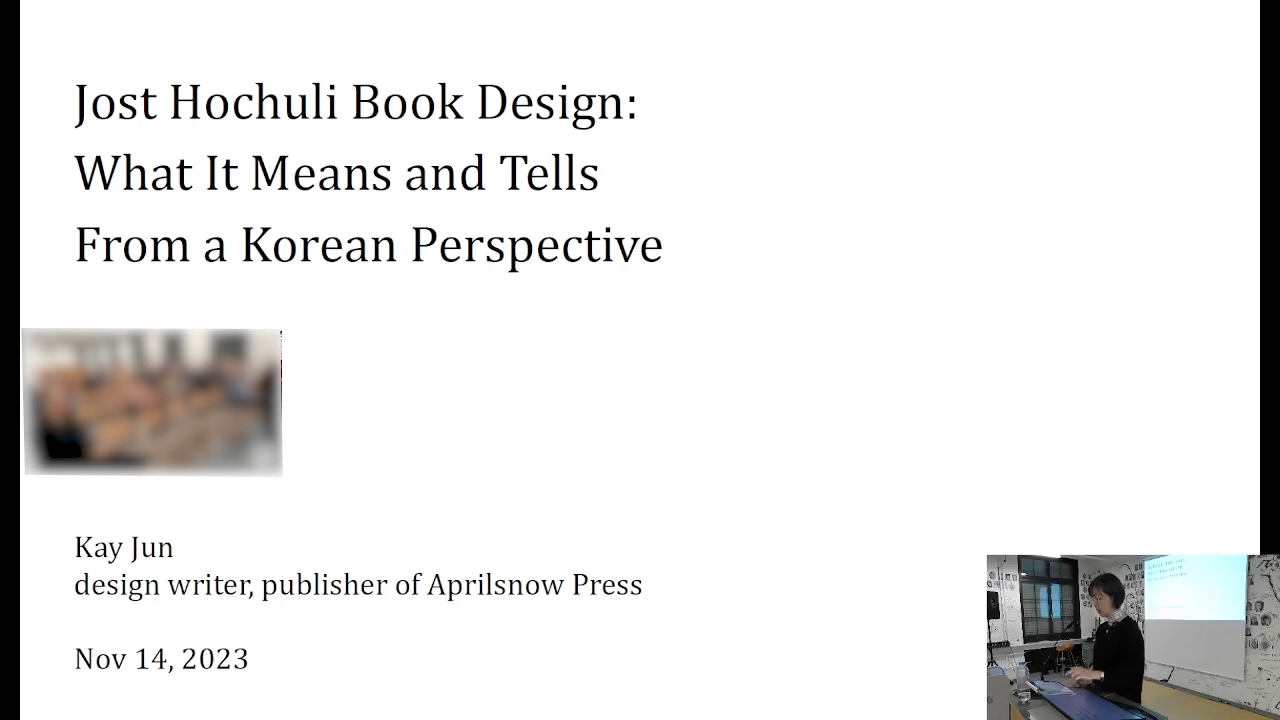 Jost Hochuli Book Design:
What It Means and Tells
From a Korean Perspective
Kay Jun
design writer, publisher of Aprilsnow Press
Nov 14, 2023